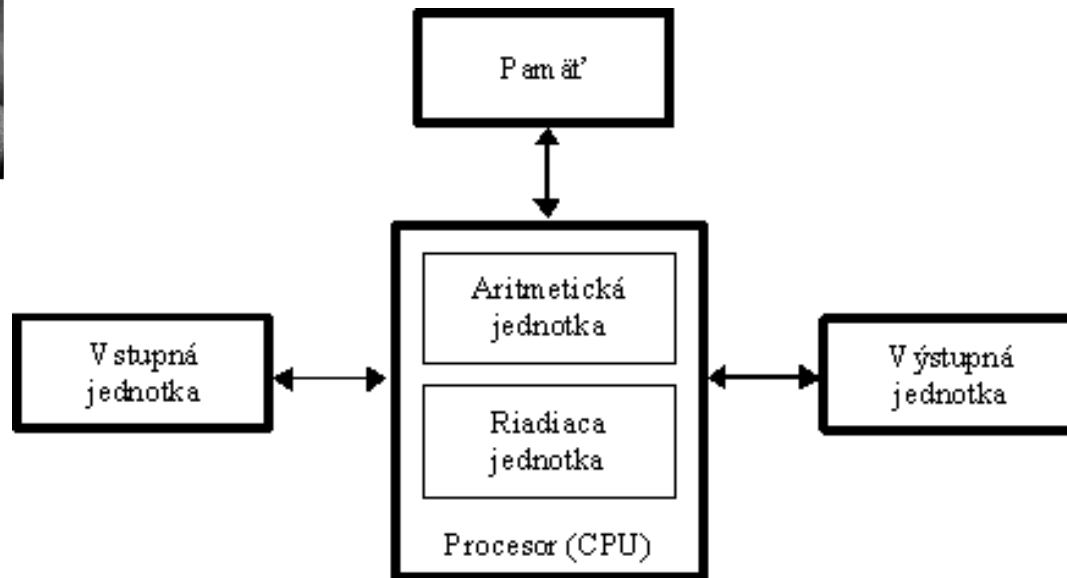 Pamäť
Aritmetická
jednotka
Vstupná
jednotka
Výstupná
jednotka
Riadiaca
jednotka
Procesor (CPU)